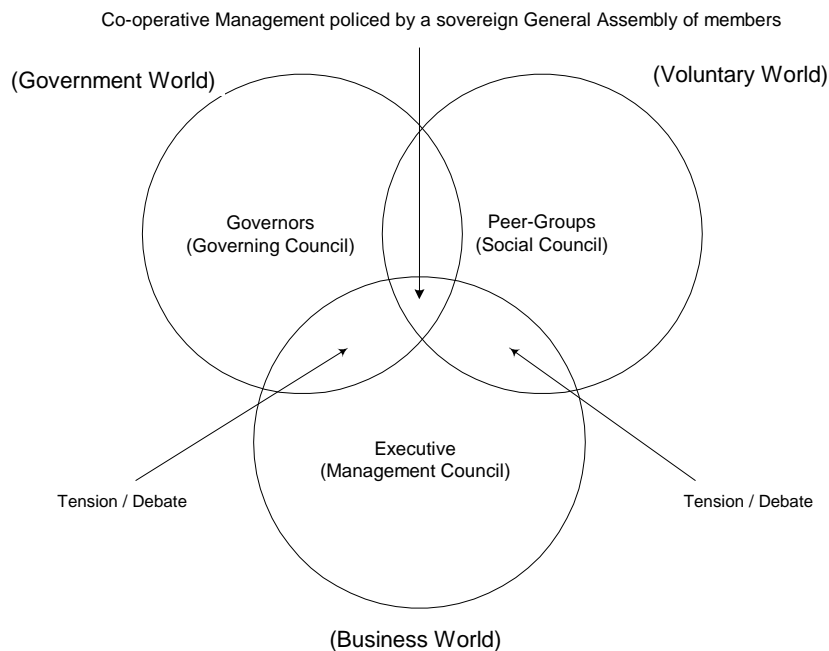 Co-operative Management policed by a sovereign General Assembly of members
(Government World)
(Voluntary World)
Governors
(Governing Council)
Peer-Groups
(Social Council)
Executive
(Management Council)
Tension / Debate
Tension / Debate
(Business World)